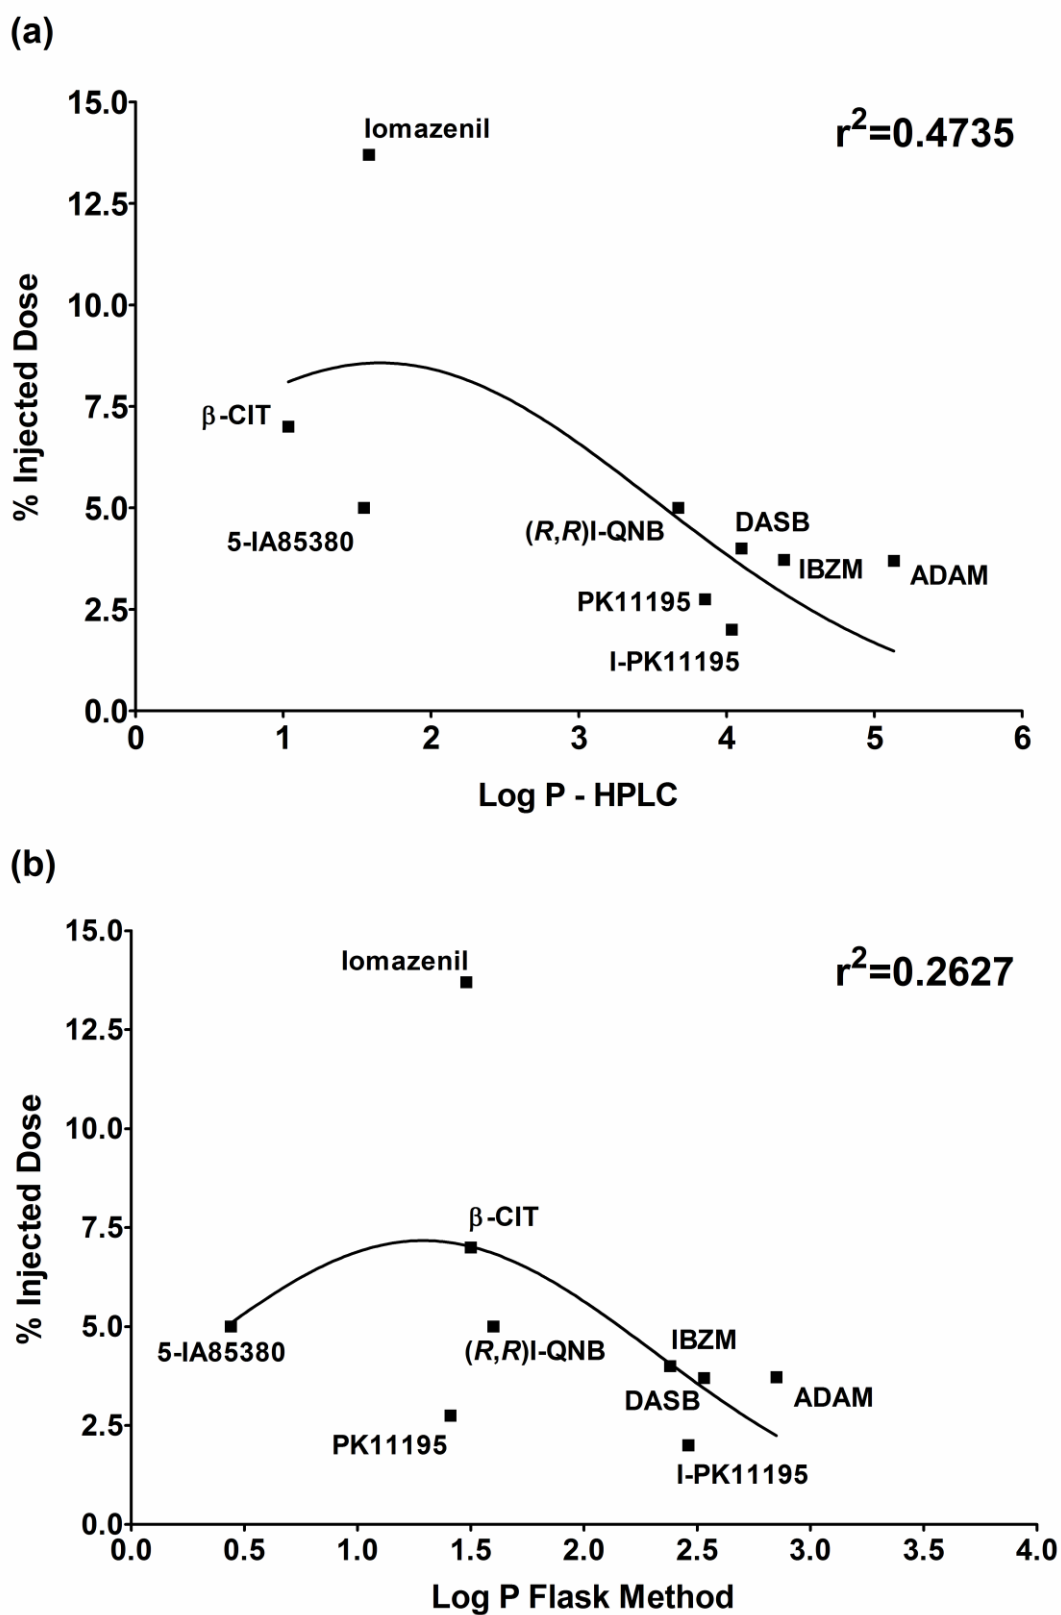 (a)
15.0
12.5
10.0
7.5
5.0
2.5
0.0
% Injected Dose
r²=0.4735
Iomazenil
β-CIT
5-IA85380
(R,R)I-QNB
DASB
IBZM
ADAM
PK11195
I-PK11195
0 1 2 3 4 5 6
Log P - HPLC
(b)
15.0
12.5
10.0
7.5
5.0
2.5
0.0
% Injected Dose
r²=0.2627
Iomazenil
β-CIT
5-IA85380
(R,R)I-QNB
IBZM
DASB
ADAM
PK11195
I-PK11195
0.0 0.5 1.0 1.5 2.0 2.5 3.0 3.5 4.0
Log P Flask Method